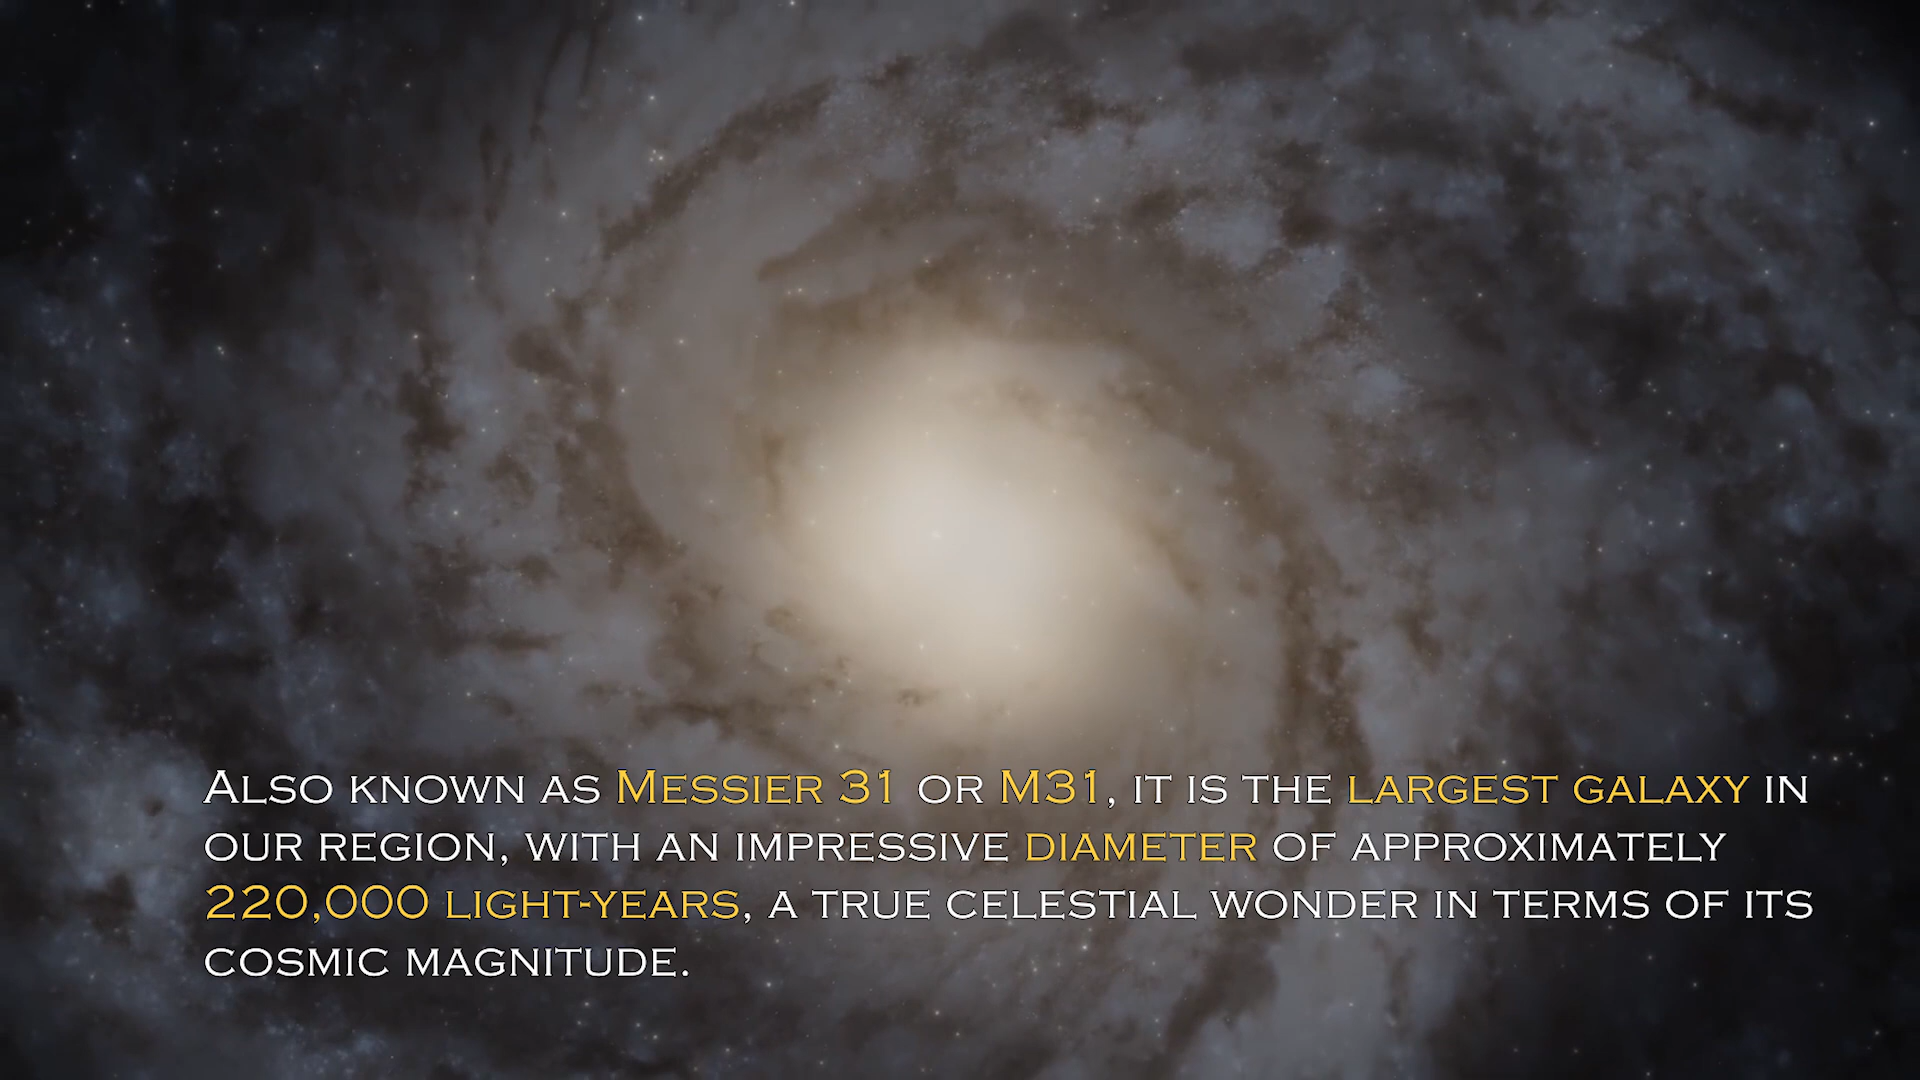 Also known as Messier 31 or M31, it is the largest galaxy in
our region, with an impressive diameter of approximately
220,000 light-years, a true celestial wonder in terms of its
cosmic magnitude.